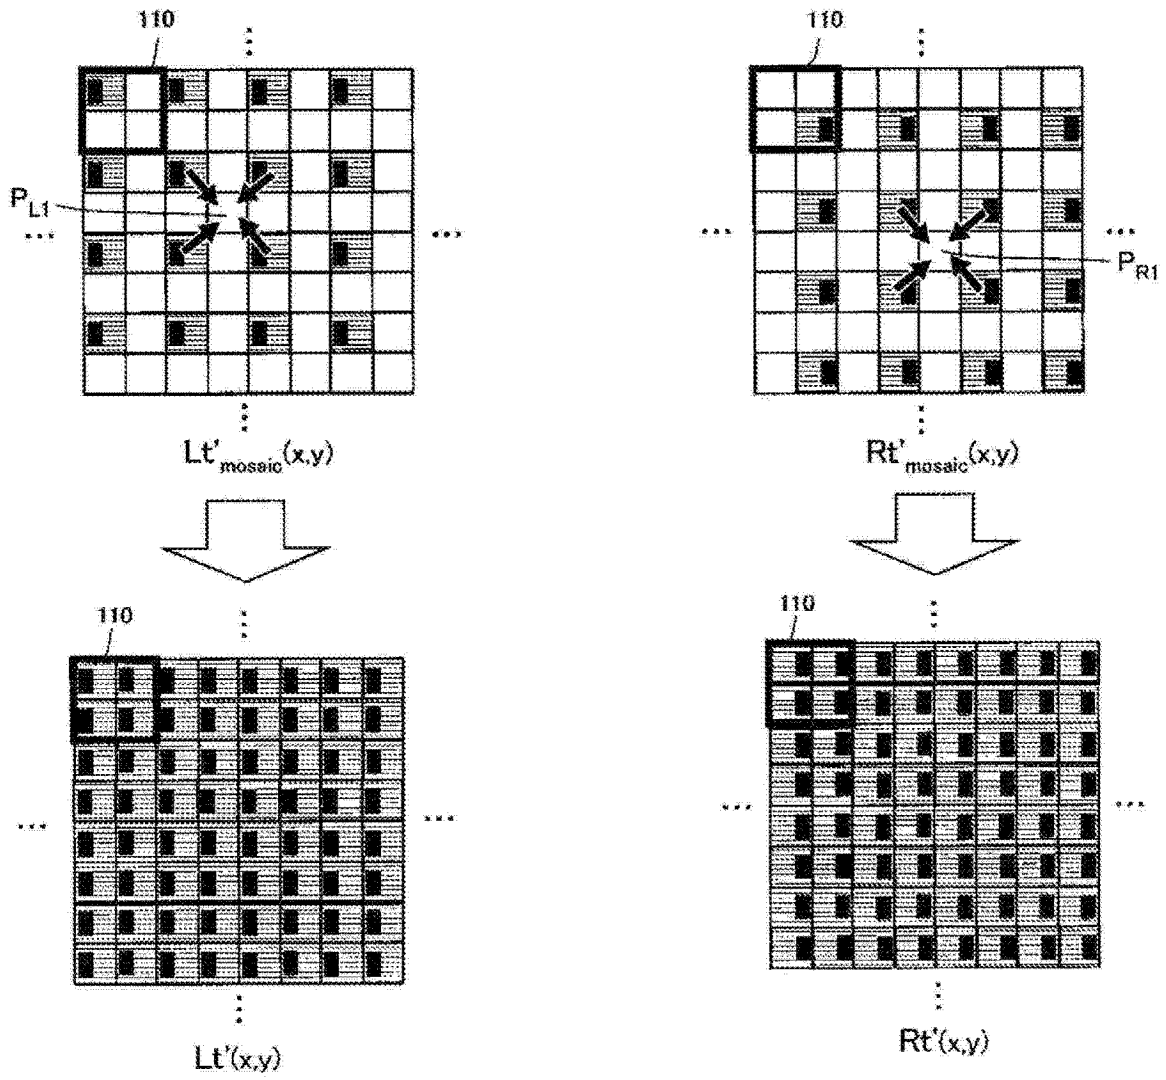 110
110
P_L1
P_R1
Lt'_mosaic(x,y)
Rt'_mosaic(x,y)
110
110
Lt'(x,y)
Rt'(x,y)